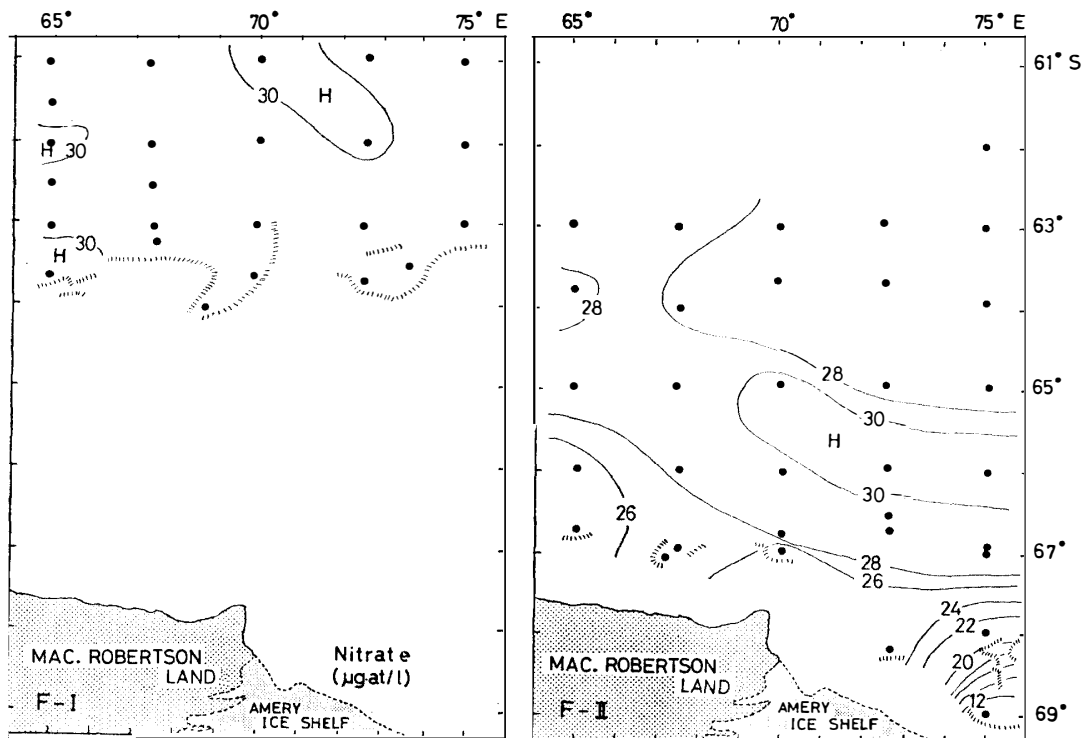 65° 70° 75° E 65° 70° 75° E
61° S
30 H
H 30
63°
30
H
28
28
65°
30
H
30
26
67°
28
26
24
22
20
12
69°
MAC. ROBERTSON
LAND
Nitrate
(µgat/l)
F-I
AMERY
ICE SHELF
MAC. ROBERTSON
LAND
F-II
AMERY
ICE SHELF